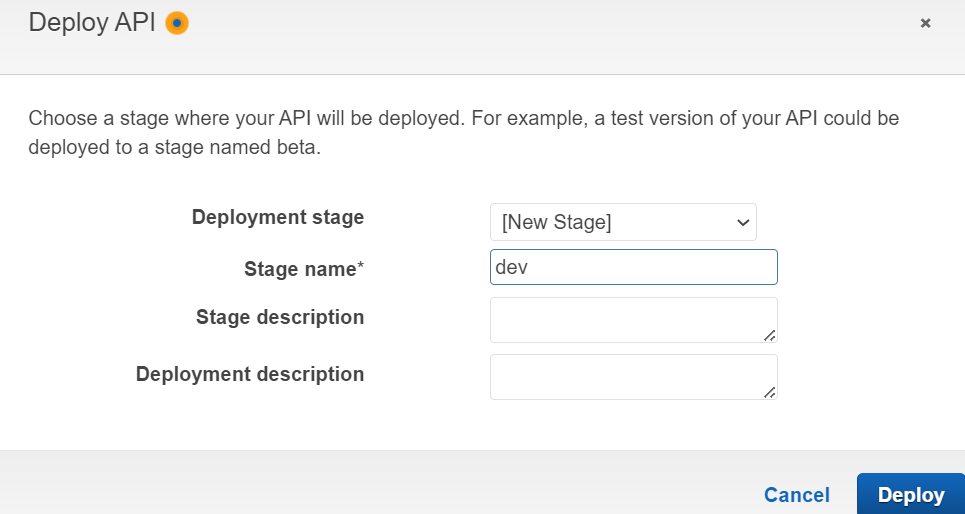 Deploy API
×
Choose a stage where your API will be deployed. For example, a test version of your API could be
deployed to a stage named beta.
Deployment stage [New Stage]
Stage name* dev
Stage description
Deployment description
Cancel Deploy